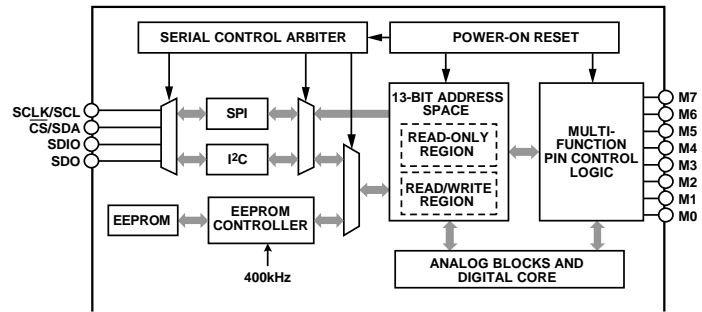 SERIAL CONTROL ARBITER
POWER-ON RESET
SCLK/SCL
CS/SDA
SDIO
SDO
SPI
I²C
13-BIT ADDRESS
SPACE
READ-ONLY
REGION
READ/WRITE
REGION
MULTI-
FUNCTION
PIN CONTROL
LOGIC
M7
M6
M5
M4
M3
M2
M1
M0
EEPROM
EEPROM
CONTROLLER
400kHz
ANALOG BLOCKS AND
DIGITAL CORE